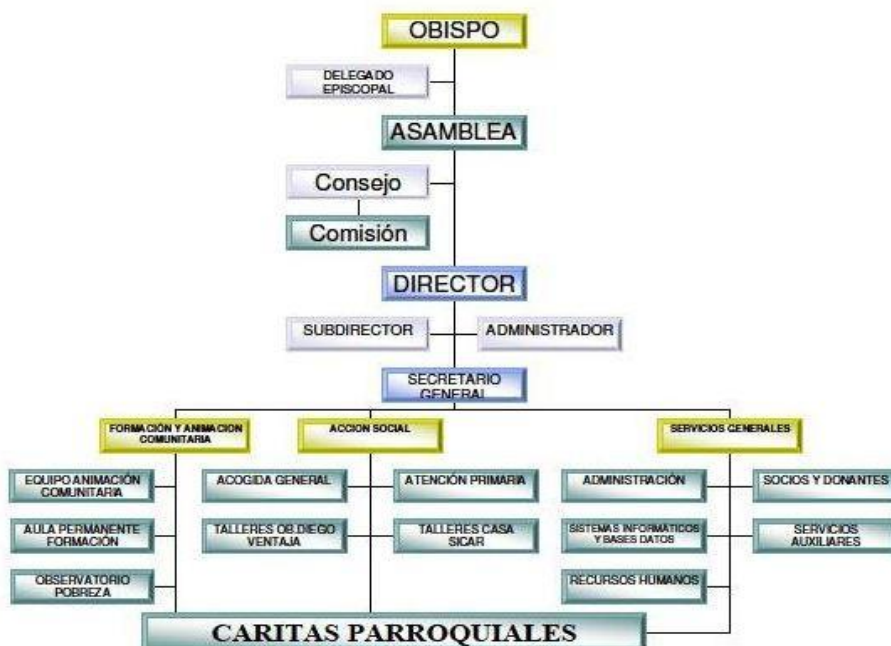 OBISPO
DELEGADO
EPISCOPAL
ASAMBLEA
Consejo
Comisión
DIRECTOR
SUBDIRECTOR
ADMINISTRADOR
SECRETARIO
GENERAL
FORMACIÓN Y ANIMACION
COMUNITARIA
ACCION SOCIAL
SERVICIOS GENERALES
EQUIPO ANIMACIÓN
COMUNITARIA
ACOGIDA GENERAL
ATENCIÓN PRIMARIA
ADMINISTRACIÓN
SOCIOS Y DONANTES
AULA PERMANENTE
FORMACIÓN
TALLERES OB.DIEGO
VENTAJA
TALLERES CASA
SICAR
SISTEMAS INFORMÁTICOS
Y BASES DATOS
SERVICIOS
AUXILIARES
OBSERVATORIO
POBREZA
RECURSOS HUMANOS
CARITAS PARROQUIALES